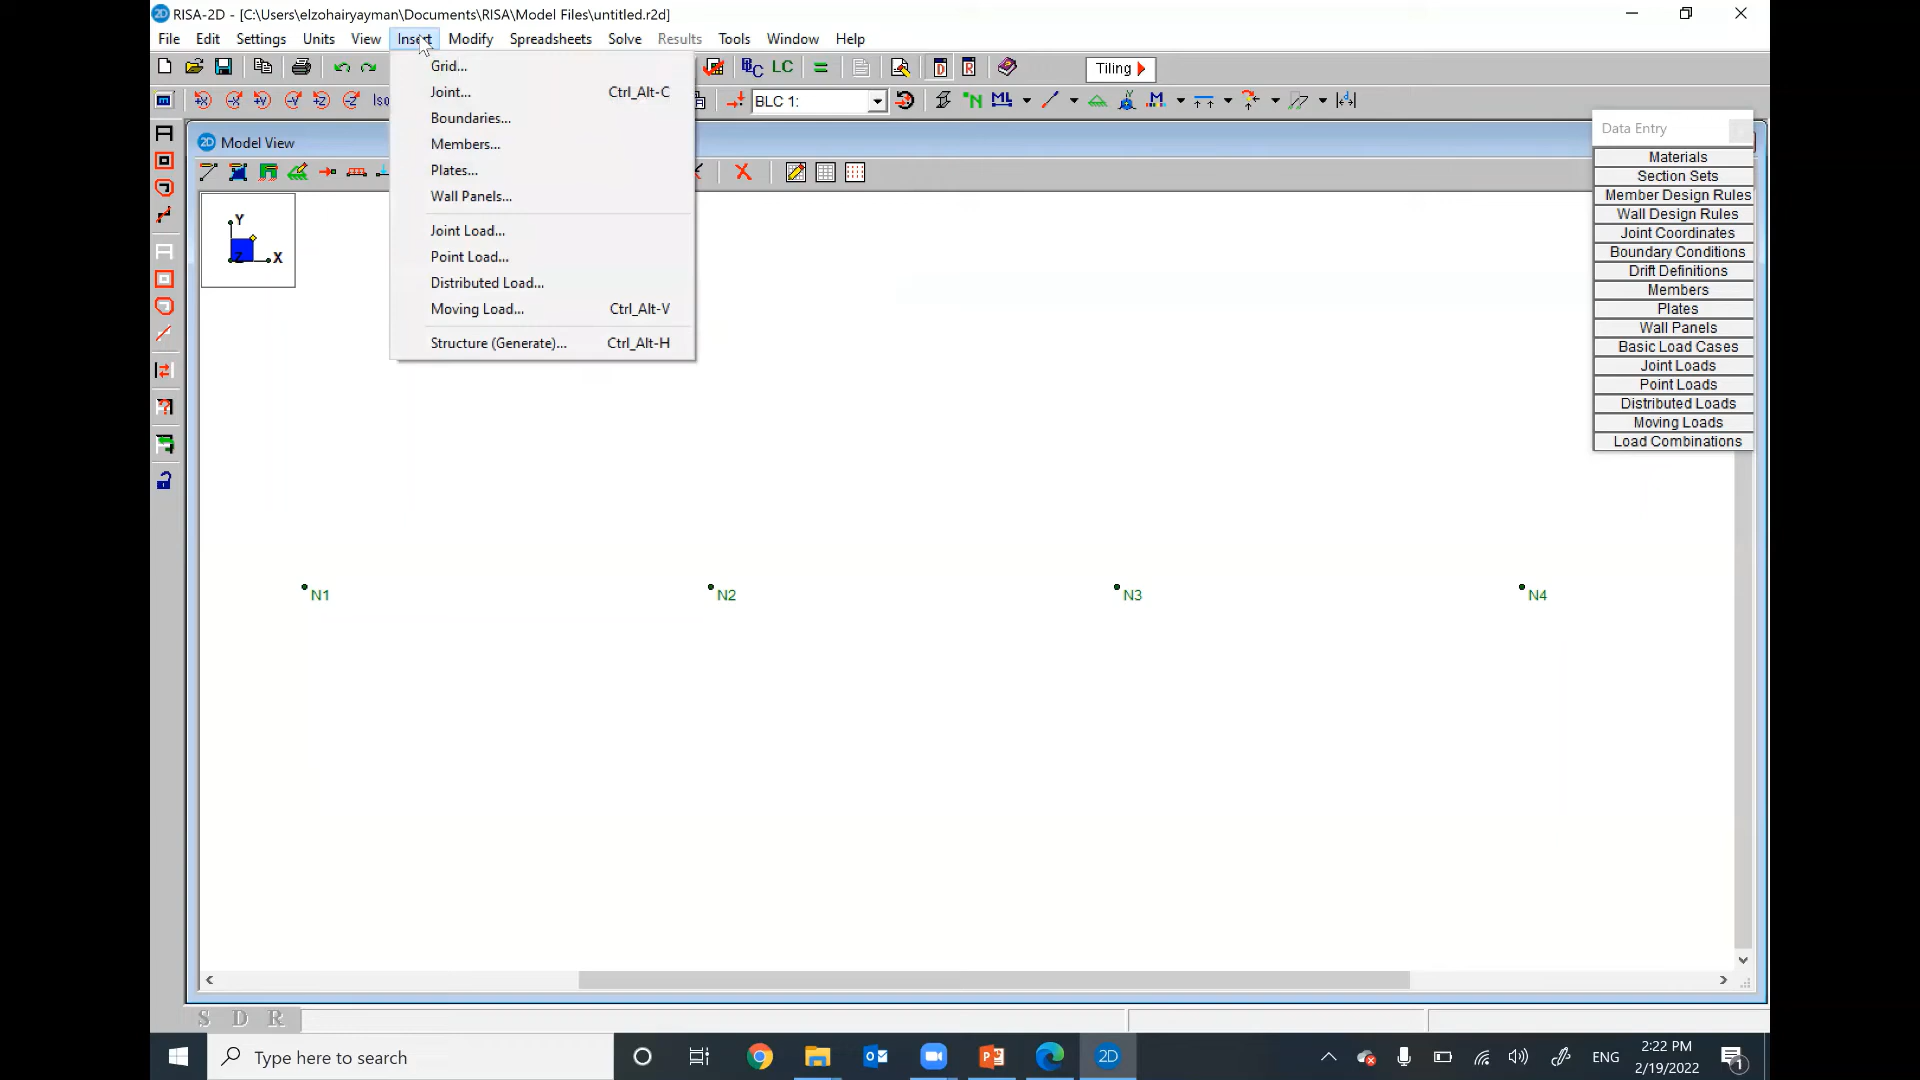 2D RISA-2D - [C:\Users\elzohairyayman\Documents\RISA\Model Files\untitled.r2d]
File Edit Settings Units View Insert Modify Spreadsheets Solve Results Tools Window Help
LC = D R Tiling
BLC 1: N ML M
2D Model View
Grid...
Joint... Ctrl_Alt-C
Boundaries...
Members...
Plates...
Wall Panels...
Joint Load...
Point Load...
Distributed Load...
Moving Load... Ctrl_Alt-V
Structure (Generate)... Ctrl_Alt-H
Y
Z X
Data Entry
Materials
Section Sets
Member Design Rules
Wall Design Rules
Joint Coordinates
Boundary Conditions
Drift Definitions
Members
Plates
Wall Panels
Basic Load Cases
Joint Loads
Point Loads
Distributed Loads
Moving Loads
Load Combinations
N1 N2 N3 N4
S D R
Type here to search
2D
ENG
2:22 PM
2/19/2022
1